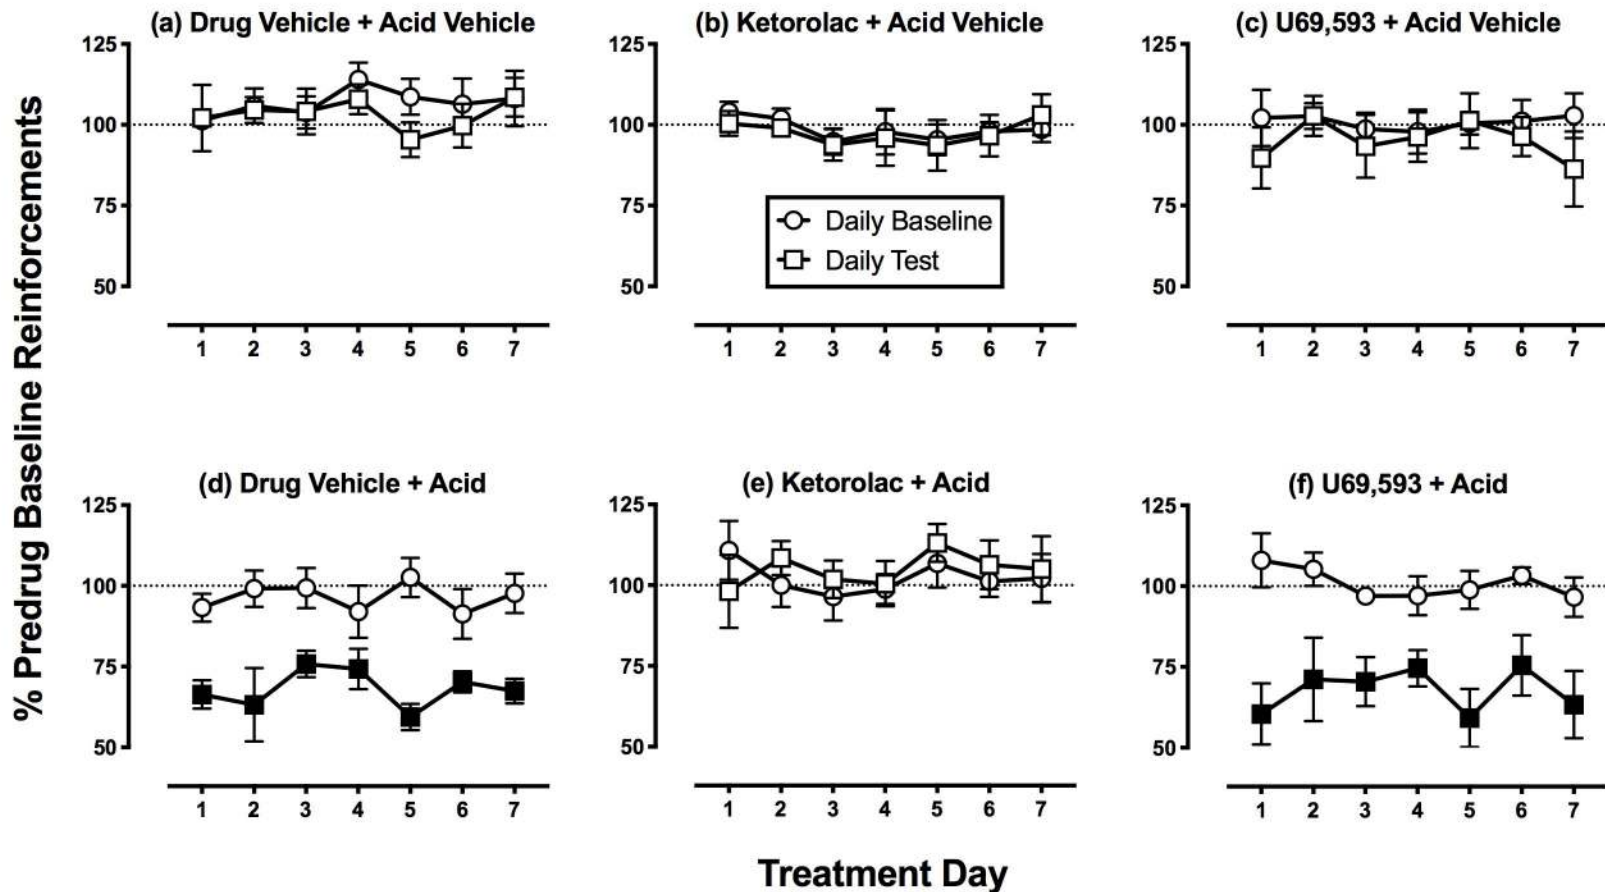 % Predrug Baseline Reinforcements
(a) Drug Vehicle + Acid Vehicle
125
100
75
50
1 2 3 4 5 6 7
(b) Ketorolac + Acid Vehicle
125
100
75
50
Daily Baseline
Daily Test
1 2 3 4 5 6 7
(c) U69,593 + Acid Vehicle
125
100
75
50
1 2 3 4 5 6 7
(d) Drug Vehicle + Acid
125
100
75
50
1 2 3 4 5 6 7
(e) Ketorolac + Acid
125
100
75
50
1 2 3 4 5 6 7
(f) U69,593 + Acid
125
100
75
50
1 2 3 4 5 6 7
Treatment Day